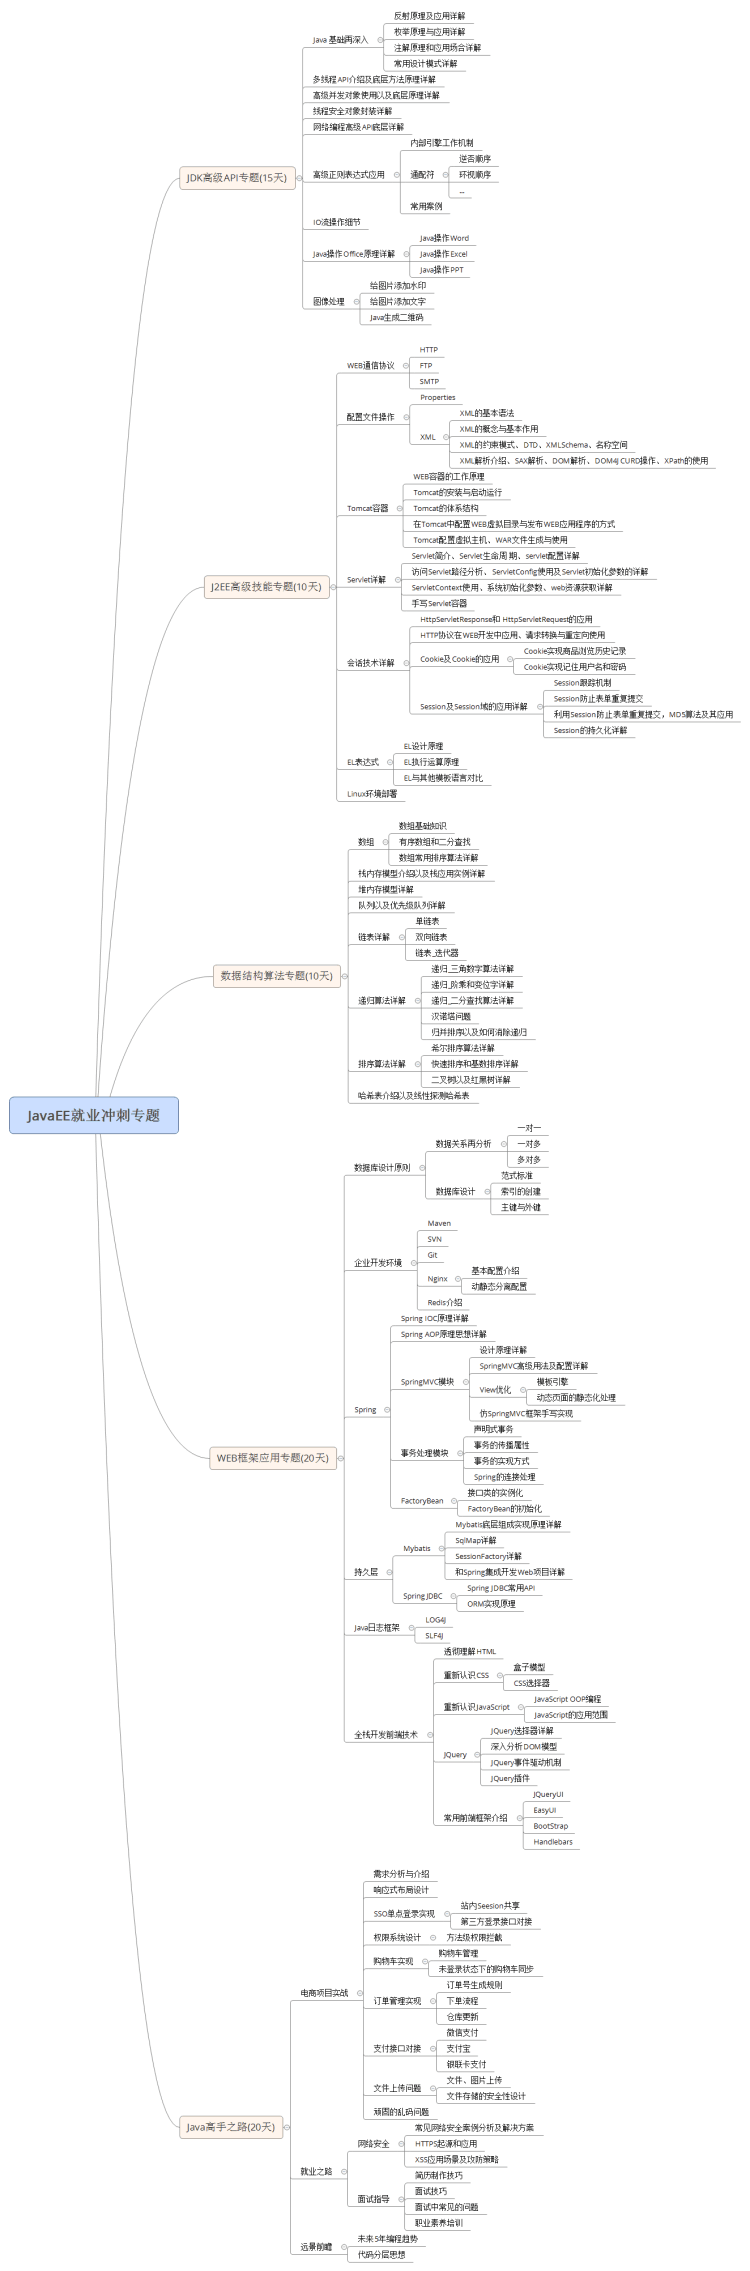 JavaEE就业冲刺专题
JDK高级API专题(15天)
Java 基础再深入
反射原理及应用详解
枚举原理与应用详解
注解原理和应用场合详解
常用设计模式详解
多线程API介绍及底层方法原理详解
高级并发对象使用以及底层原理详解
线程安全对象封装详解
网络编程高级API底层详解
高级正则表达式应用
内部引擎工作机制
通配符
逆否顺序
环视顺序
...
常用案例
IO流操作细节
Java操作Office原理详解
Java操作Word
Java操作Excel
Java操作PPT
图像处理
给图片添加水印
给图片添加文字
Java生成二维码
J2EE高级技能专题(10天)
WEB通信协议
HTTP
FTP
SMTP
配置文件操作
Properties
XML
XML的基本语法
XML的概念与基本作用
XML的约束模式、DTD、XMLSchema、名称空间
XML解析介绍、SAX解析、DOM解析、DOM4J CURD操作、XPath的使用
Tomcat容器
WEB容器的工作原理
Tomcat的安装与启动运行
Tomcat的体系结构
在Tomcat中配置WEB虚拟目录与发布WEB应用程序的方式
Tomcat配置虚拟主机、WAR文件生成与使用
Servlet详解
Servlet简介、Servlet生命周期、servlet配置详解
访问Servlet路径分析、ServletConfig使用及Servlet初始化参数的详解
ServletContext使用、系统初始化参数、web资源获取详解
手写Servlet容器
会话技术详解
HttpServletResponse和 HttpServletRequest的应用
HTTP协议在WEB开发中应用、请求转换与重定向使用
Cookie及Cookie的应用
Cookie实现商品浏览历史记录
Cookie实现记住用户名和密码
Session及Session域的应用详解
Session跟踪机制
Session防止表单重复提交
利用Session防止表单重复提交，MD5算法及其应用
Session的持久化详解
EL表达式
EL设计原理
EL执行运算原理
EL与其他模板语言对比
Linux环境部署
数据结构算法专题(10天)
数组
数组基础知识
有序数组和二分查找
数组常用排序算法详解
栈内存模型介绍以及栈应用实例详解
堆内存模型详解
队列以及优先级队列详解
链表详解
单链表
双向链表
链表_迭代器
递归算法详解
递归_三角数字算法详解
递归_阶乘和变位字详解
递归_二分查找算法详解
汉诺塔问题
归并排序以及如何消除递归
排序算法详解
希尔排序算法详解
快速排序和基数排序详解
二叉树以及红黑树详解
哈希表介绍以及线性探测哈希表
WEB框架应用专题(20天)
数据库设计原则
数据关系再分析
一对一
一对多
多对多
数据库设计
范式标准
索引的创建
主键与外键
企业开发环境
Maven
SVN
Git
Nginx
基本配置介绍
动静态分离配置
Redis介绍
Spring
Spring IOC原理详解
Spring AOP原理思想详解
SpringMVC模块
设计原理详解
SpringMVC高级用法及配置详解
View优化
模板引擎
动态页面的静态化处理
仿SpringMVC框架手写实现
事务处理模块
声明式事务
事务的传播属性
事务的实现方式
Spring的连接处理
FactoryBean
接口类的实例化
FactoryBean的初始化
持久层
Mybatis
Mybatis底层组成实现原理详解
SqlMap详解
SessionFactory详解
和Spring集成开发Web项目详解
Spring JDBC
Spring JDBC常用API
ORM实现原理
Java日志框架
LOG4J
SLF4J
全栈开发前端技术
透彻理解HTML
重新认识CSS
盒子模型
CSS选择器
重新认识JavaScript
JavaScript OOP编程
JavaScript的应用范围
JQuery
JQuery选择器详解
深入分析DOM模型
JQuery事件驱动机制
JQuery插件
常用前端框架介绍
JQueryUI
EasyUI
BootStrap
Handlebars
Java高手之路(20天)
电商项目实战
需求分析与介绍
响应式布局设计
SSO单点登录实现
站内Seesion共享
第三方登录接口对接
权限系统设计
方法级权限拦截
购物车实现
购物车管理
未登录状态下的购物车同步
订单管理实现
订单号生成规则
下单流程
仓库更新
支付接口对接
微信支付
支付宝
银联卡支付
文件上传问题
文件、图片上传
文件存储的安全性设计
顽固的乱码问题
就业之路
网络安全
常见网络安全案例分析及解决方案
HTTPS起源和应用
XSS应用场景及攻防策略
面试指导
简历制作技巧
面试技巧
面试中常见的问题
职业素养培训
远景前瞻
未来5年编程趋势
代码分层思想